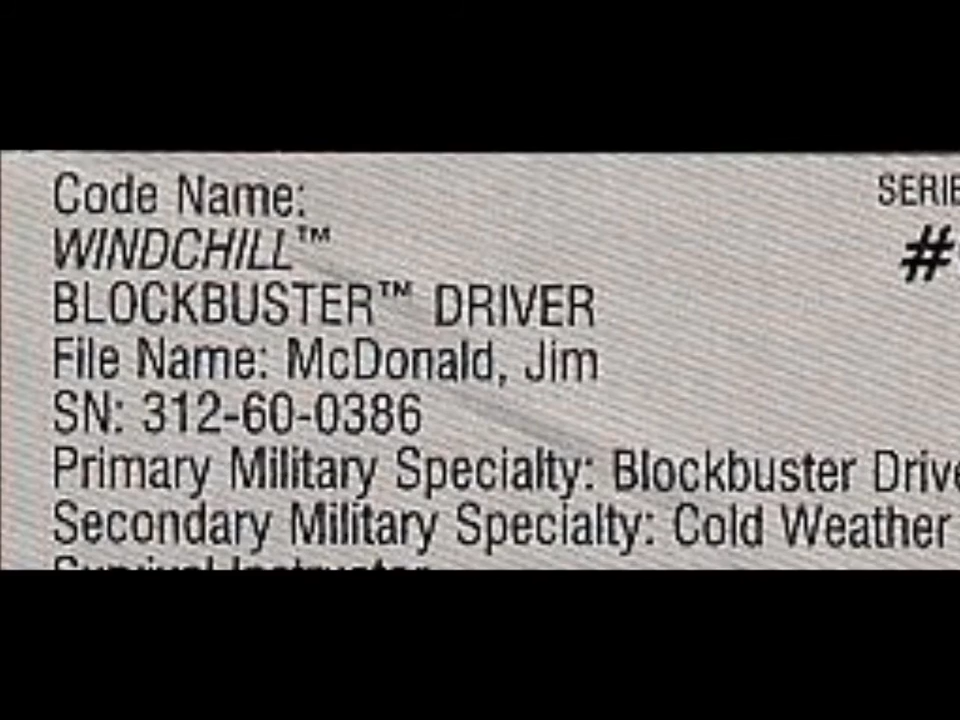 Code Name:
SERIE
WINDCHILL™
#
BLOCKBUSTER™ DRIVER
File Name: McDonald, Jim
SN: 312-60-0386
Primary Military Specialty: Blockbuster Drive
Secondary Military Specialty: Cold Weather